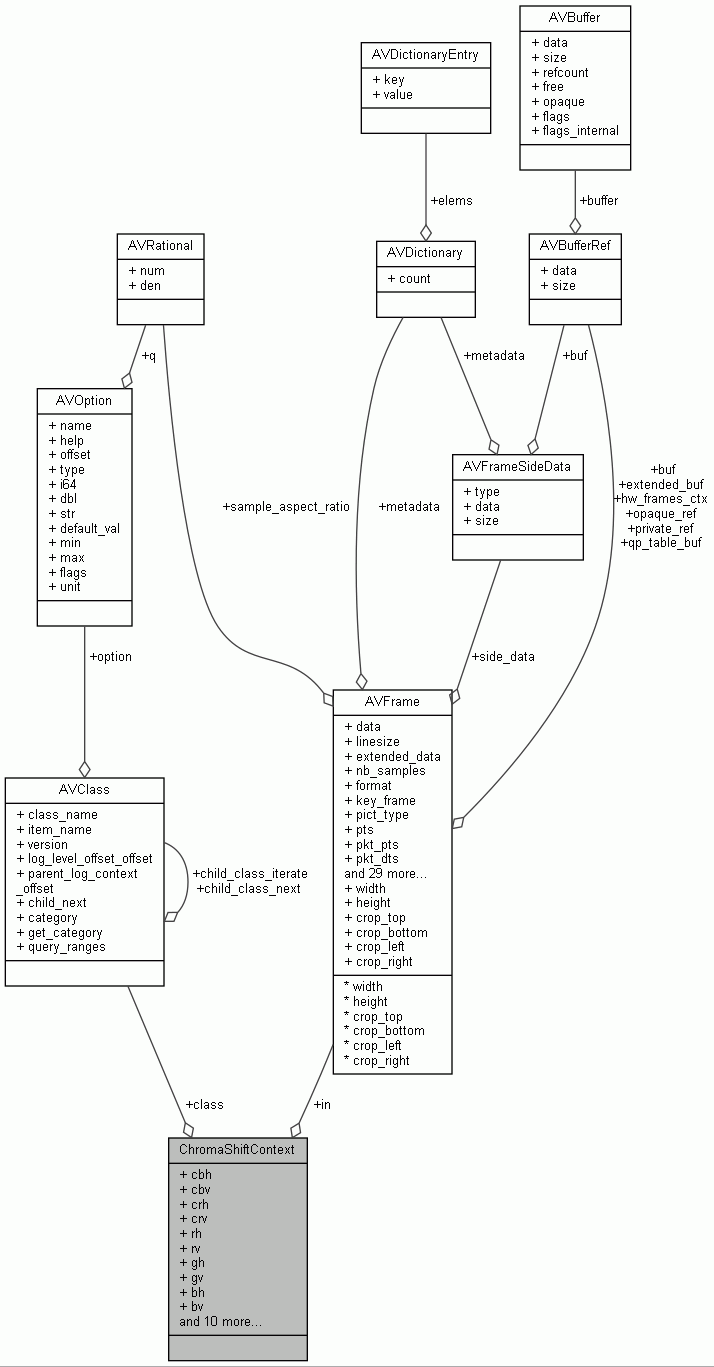 AVBuffer
+ data
+ size
+ refcount
+ free
+ opaque
+ flags
+ flags_internal
AVDictionaryEntry
+ key
+ value
+elems
+buffer
AVRational
+ num
+ den
AVDictionary
+ count
AVBufferRef
+ data
+ size
+q
+metadata
+buf
AVOption
+ name
+ help
+ offset
+ type
+ i64
+ dbl
+ str
+ default_val
+ min
+ max
+ flags
+ unit
AVFrameSideData
+ type
+ data
+ size
+sample_aspect_ratio
+metadata
+buf
+extended_buf
+hw_frames_ctx
+opaque_ref
+private_ref
+qp_table_buf
+option
+side_data
AVFrame
+ data
+ linesize
+ extended_data
+ nb_samples
+ format
+ key_frame
+ pict_type
+ pts
+ pkt_pts
+ pkt_dts
and 29 more...
+ width
+ height
+ crop_top
+ crop_bottom
+ crop_left
+ crop_right
* width
* height
* crop_top
* crop_bottom
* crop_left
* crop_right
AVClass
+ class_name
+ item_name
+ version
+ log_level_offset_offset
+ parent_log_context
_offset
+ child_next
+ category
+ get_category
+ query_ranges
+child_class_iterate
+child_class_next
+class
+in
ChromaShiftContext
+ cbh
+ cbv
+ crh
+ crv
+ rh
+ rv
+ gh
+ gv
+ bh
+ bv
and 10 more...